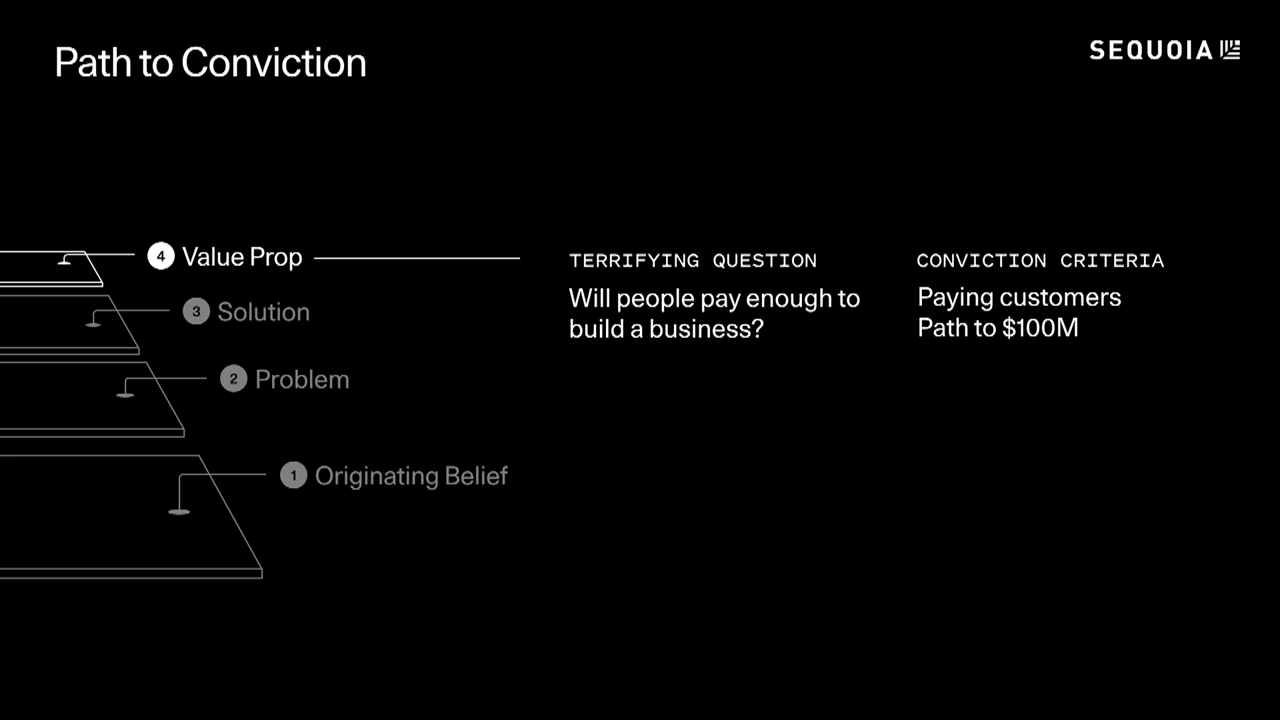 Path to Conviction
SEQUOIA
4 Value Prop
3 Solution
2 Problem
1 Originating Belief
TERRIFYING QUESTION
Will people pay enough to
build a business?
CONVICTION CRITERIA
Paying customers
Path to $100M